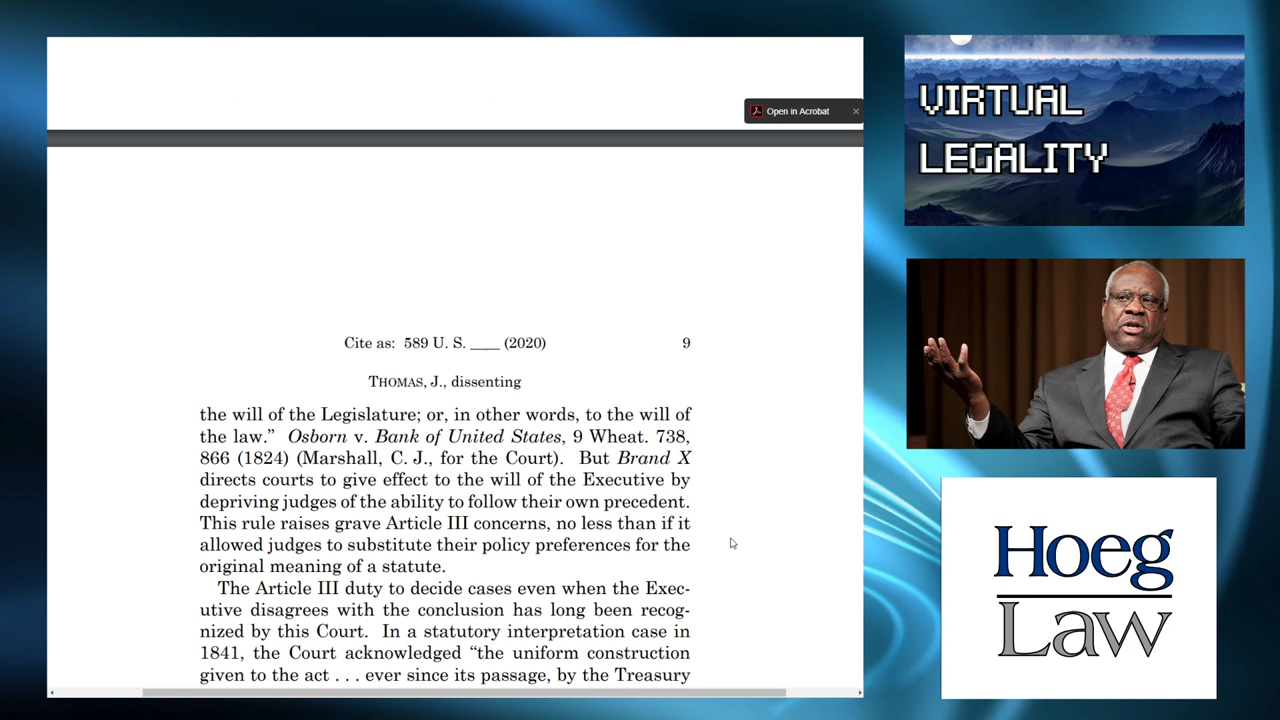 Open in Acrobat
Cite as: 589 U. S. ____ (2020) 9
THOMAS, J., dissenting
the will of the Legislature; or, in other words, to the will of
the law.” Osborn v. Bank of United States, 9 Wheat. 738,
866 (1824) (Marshall, C. J., for the Court). But Brand X
directs courts to give effect to the will of the Executive by
depriving judges of the ability to follow their own precedent.
This rule raises grave Article III concerns, no less than if it
allowed judges to substitute their policy preferences for the
original meaning of a statute.
The Article III duty to decide cases even when the Exec-
utive disagrees with the conclusion has long been recog-
nized by this Court. In a statutory interpretation case in
1841, the Court acknowledged “the uniform construction
given to the act . . . ever since its passage, by the Treasury
VIRTUAL
LEGALITY
Hoeg
Law